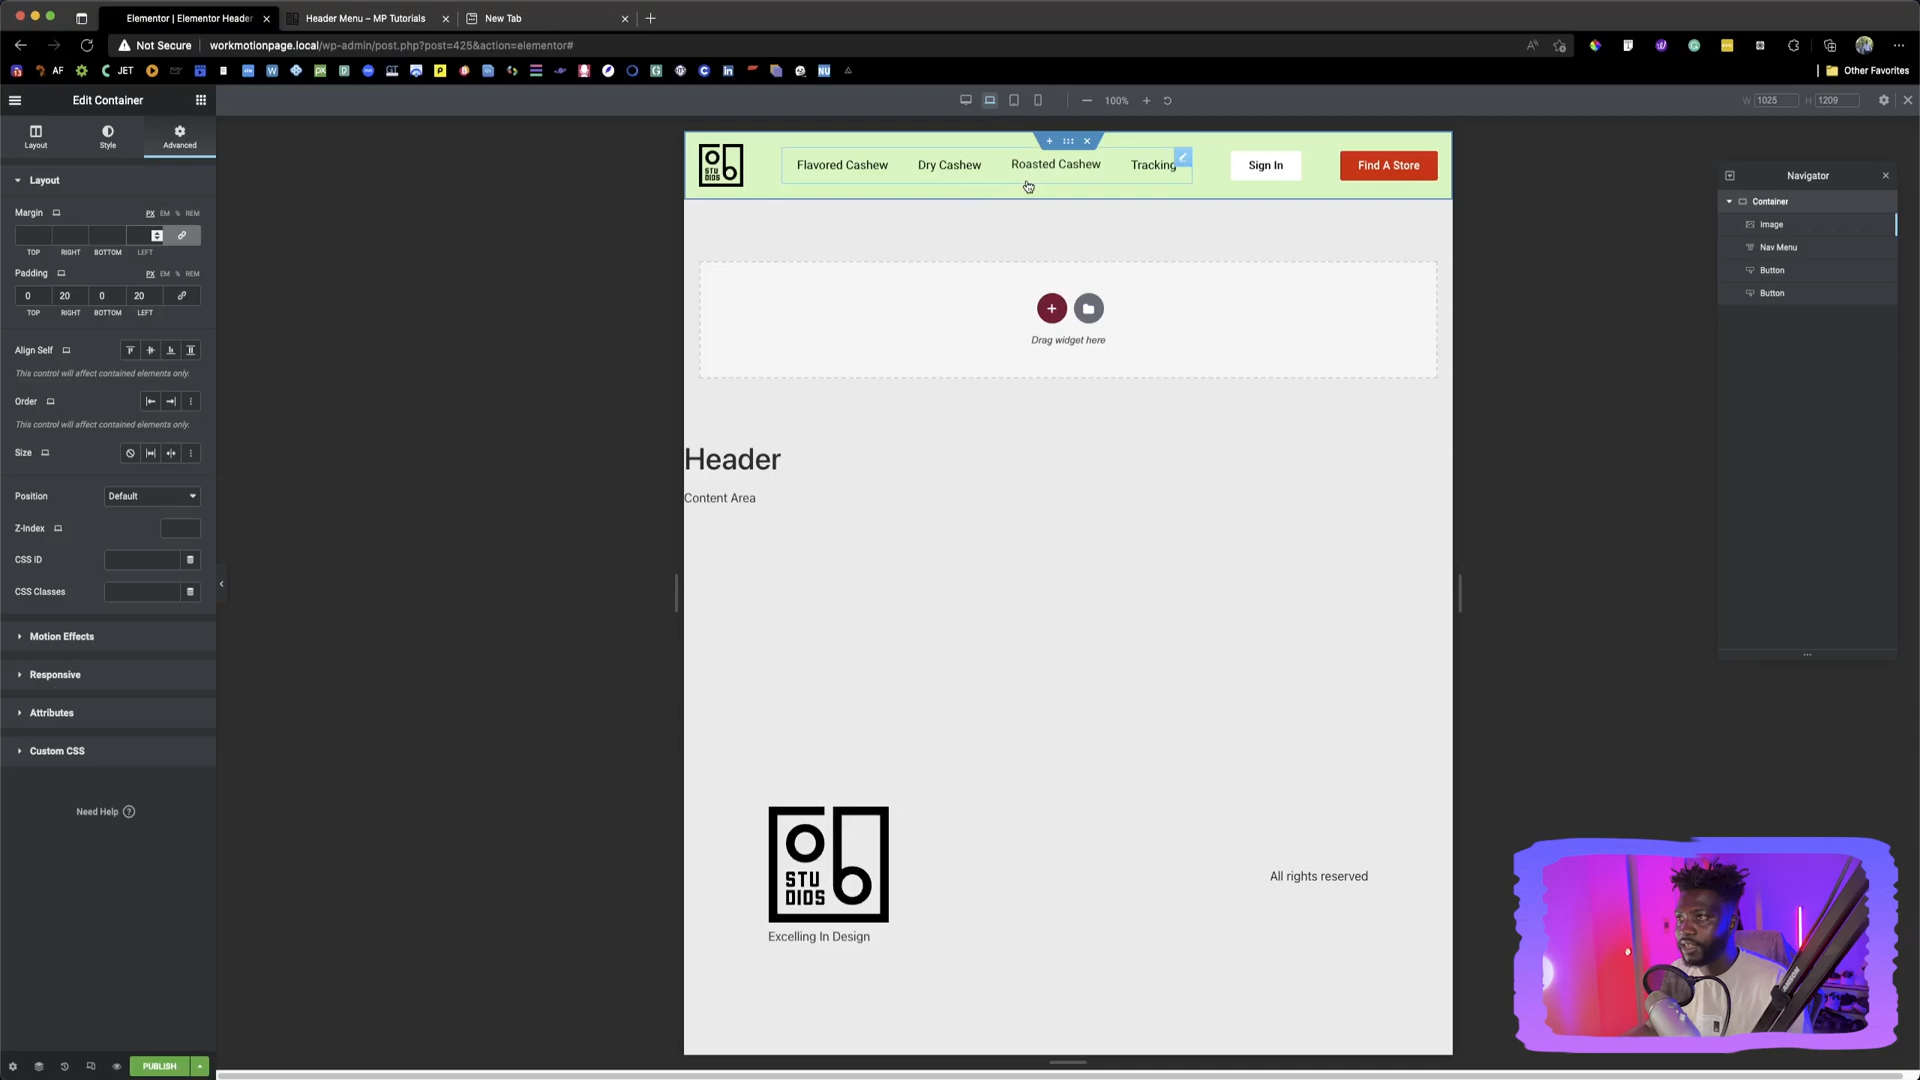 Elementor | Elementor Header
Header Menu – MP Tutorials
New Tab
Not Secure
workmotionpage.local/wp-admin/post.php?post=425&action=elementor#
AF
JET
NU
Other Favorites
Edit Container
100%
W 1025
H 1209
Layout
Style
Advanced
Layout
Margin
PX EM % REM
TOP RIGHT BOTTOM LEFT
Padding
PX EM % REM
0 20 0 20
TOP RIGHT BOTTOM LEFT
Align Self
This control will affect contained elements only.
Order
This control will affect contained elements only.
Size
Position
Default
Z-Index
CSS ID
CSS Classes
Motion Effects
Responsive
Attributes
Custom CSS
Need Help ?
PUBLISH
STU
DIOS
Flavored Cashew
Dry Cashew
Roasted Cashew
Tracking
Sign In
Find A Store
Drag widget here
Header
Content Area
STU
DIOS
Excelling In Design
All rights reserved
Navigator
Container
Image
Nav Menu
Button
Button